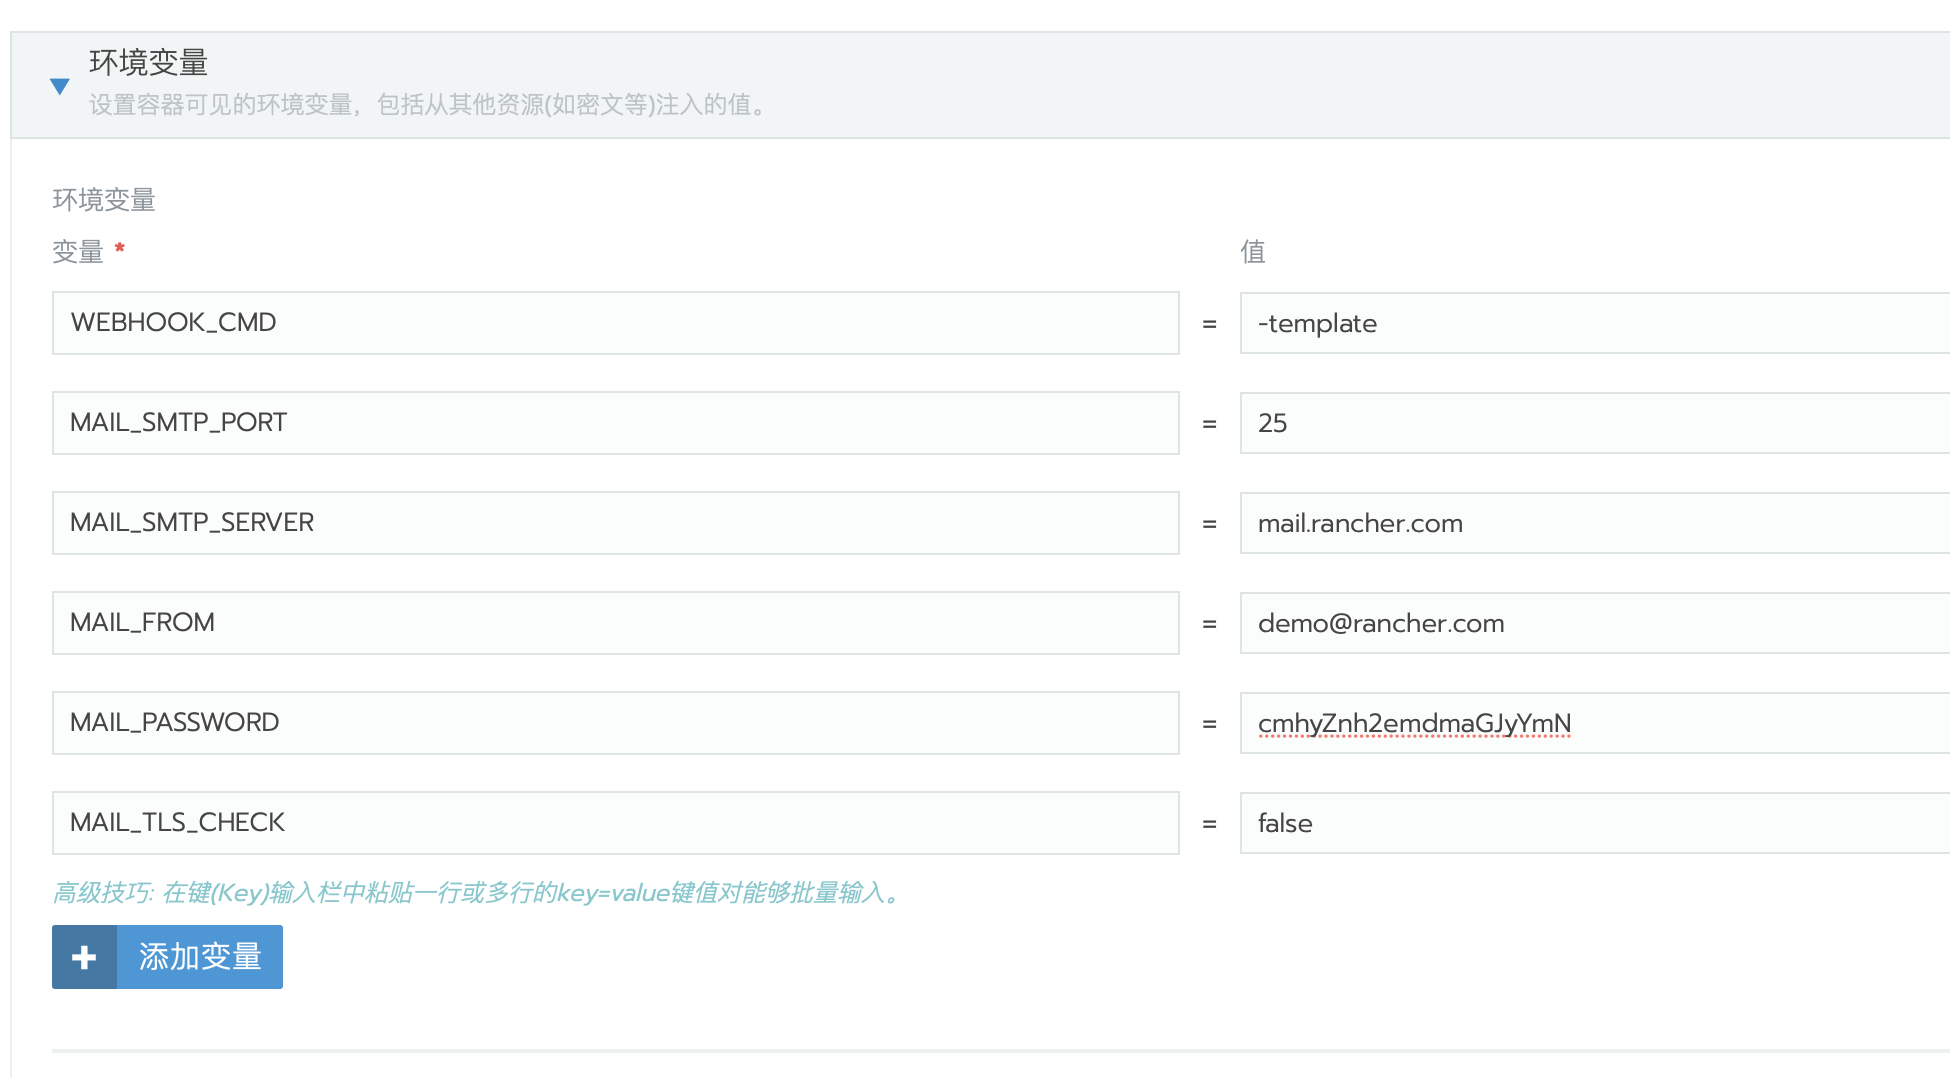 环境变量
设置容器可见的环境变量，包括从其他资源(如密文等)注入的值。
环境变量
变量 * 值
WEBHOOK_CMD = -template
MAIL_SMTP_PORT = 25
MAIL_SMTP_SERVER = mail.rancher.com
MAIL_FROM = demo@rancher.com
MAIL_PASSWORD = cmhyZnh2emdmaGJyYmN
MAIL_TLS_CHECK = false
高级技巧: 在键(Key)输入栏中粘贴一行或多行的key=value键值对能够批量输入。
+ 添加变量